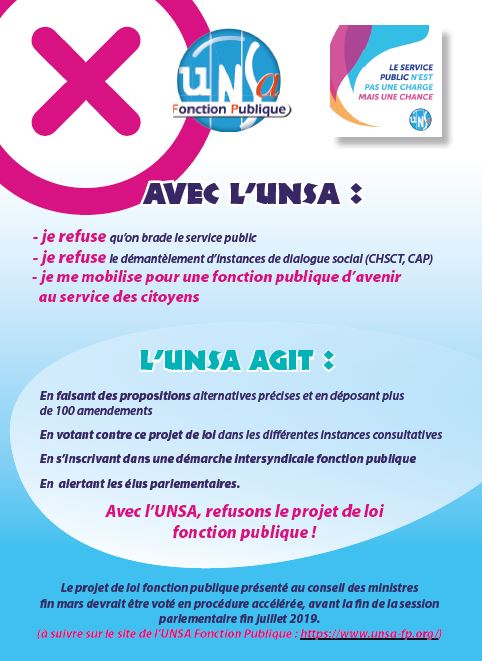 UNSa
Fonction Publique
LE SERVICE
PUBLIC N'EST
PAS UNE CHARGE
MAIS UNE CHANCE
UNSa
AVEC L'UNSA :
- je refuse qu'on brade le service public
- je refuse le démantèlement d'instances de dialogue social (CHSCT, CAP)
- je me mobilise pour une fonction publique d'avenir
au service des citoyens
L'UNSA AGIT :
En faisant des propositions alternatives précises et en déposant plus
de 100 amendements
En votant contre ce projet de loi dans les différentes instances consultatives
En s'inscrivant dans une démarche intersyndicale fonction publique
En alertant les élus parlementaires.
Avec l'UNSA, refusons le projet de loi
fonction publique !
Le projet de loi fonction publique présenté au conseil des ministres
fin mars devrait être voté en procédure accélérée, avant la fin de la session
parlementaire fin juillet 2019.
(à suivre sur le site de l'UNSA Fonction Publique : https://www.unsa-fp.org/)